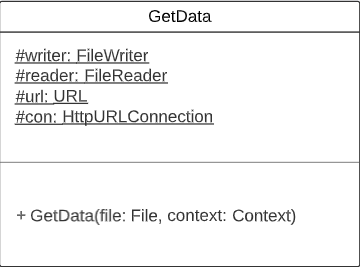 GetData
#writer: FileWriter
#reader: FileReader
#url: URL
#con: HttpURLConnection
+ GetData(file: File, context: Context)